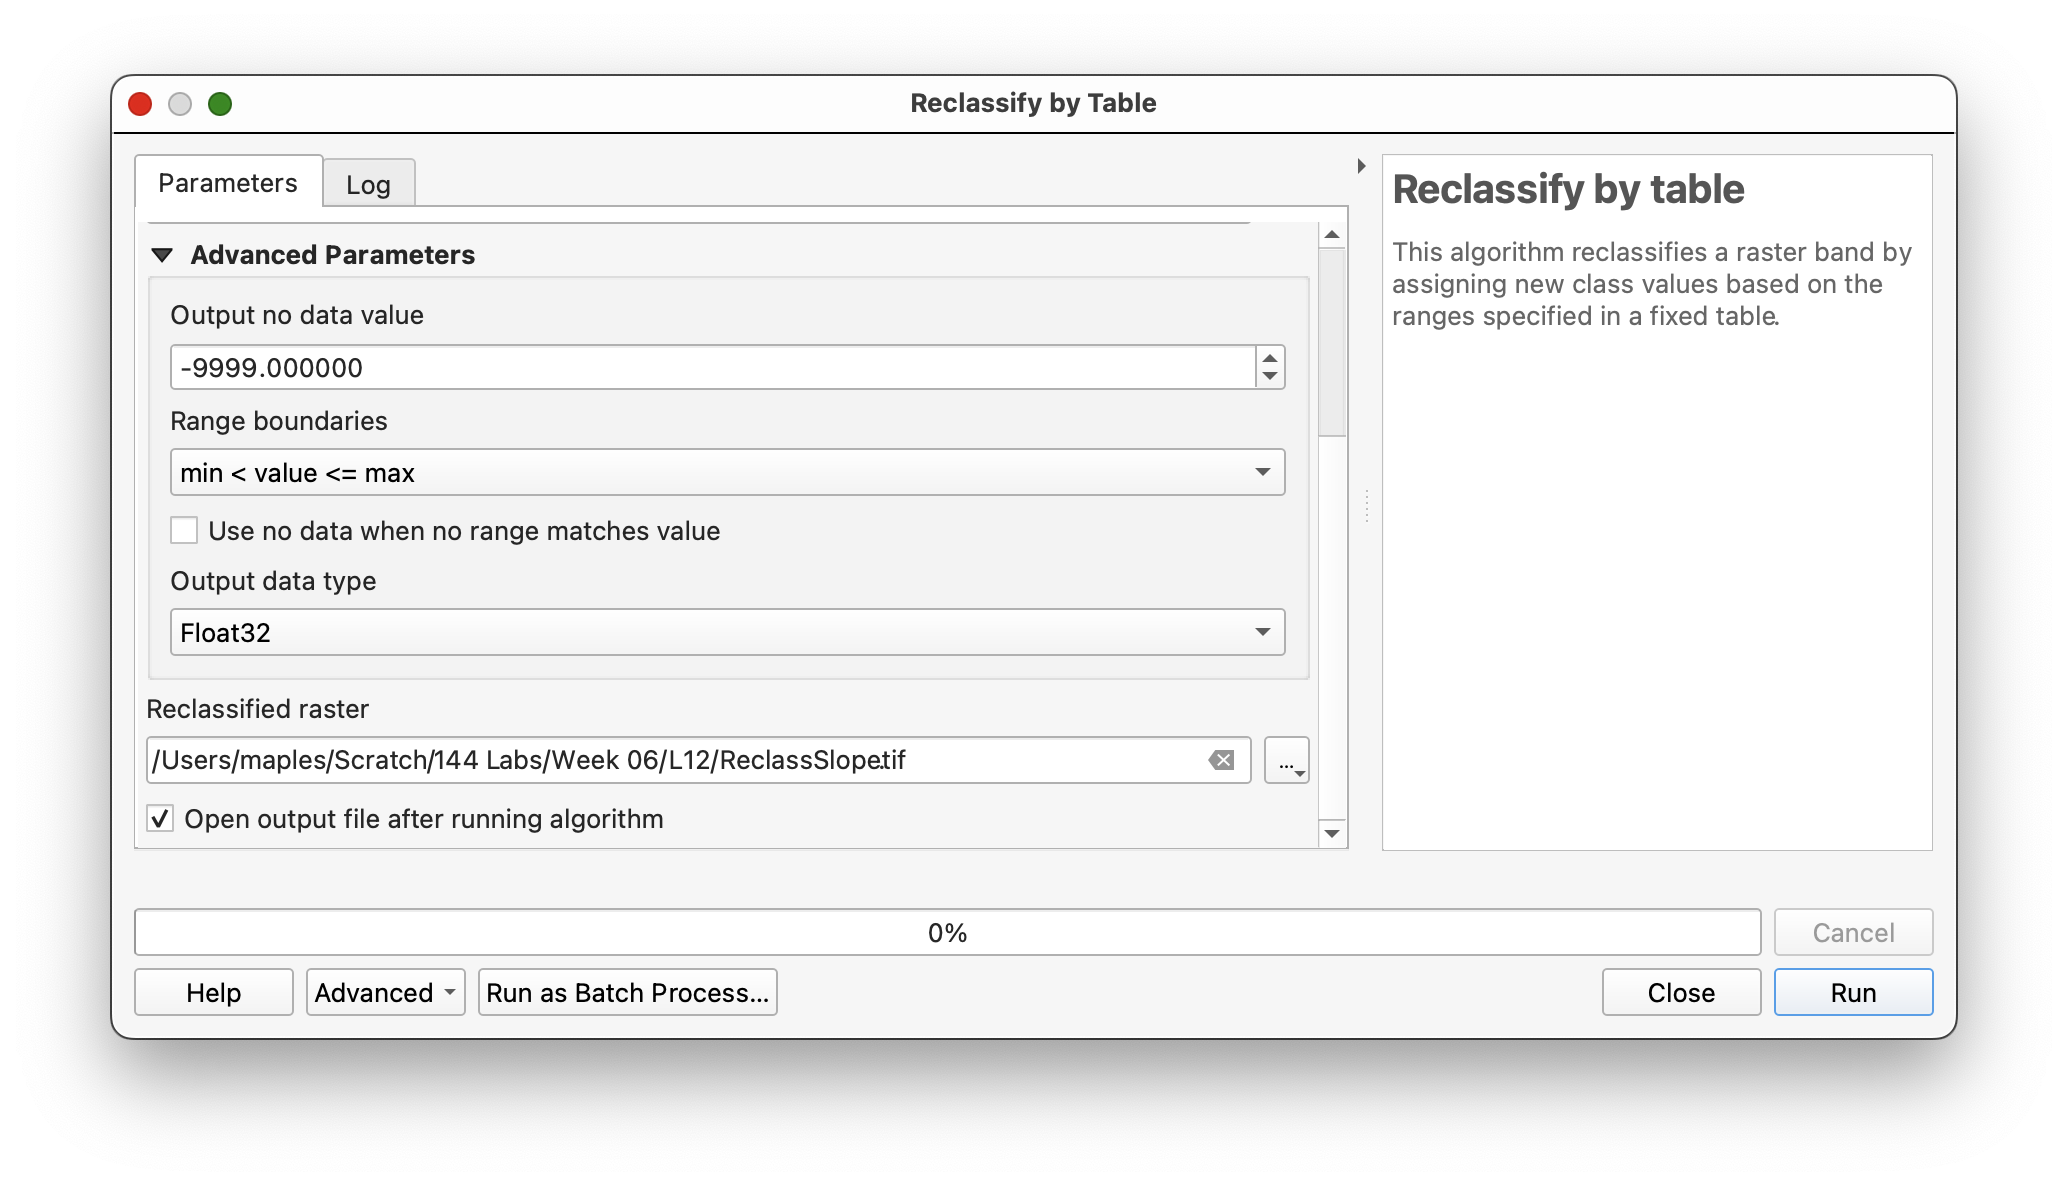 Reclassify by Table
Parameters
Log
Advanced Parameters
Output no data value
-9999.000000
Range boundaries
min < value <= max
Use no data when no range matches value
Output data type
Float32
Reclassified raster
/Users/maples/Scratch/144 Labs/Week 06/L12/ReclassSlope.tif
...
Open output file after running algorithm
Reclassify by table
This algorithm reclassifies a raster band by
assigning new class values based on the
ranges specified in a fixed table.
0%
Cancel
Help
Advanced
Run as Batch Process...
Close
Run